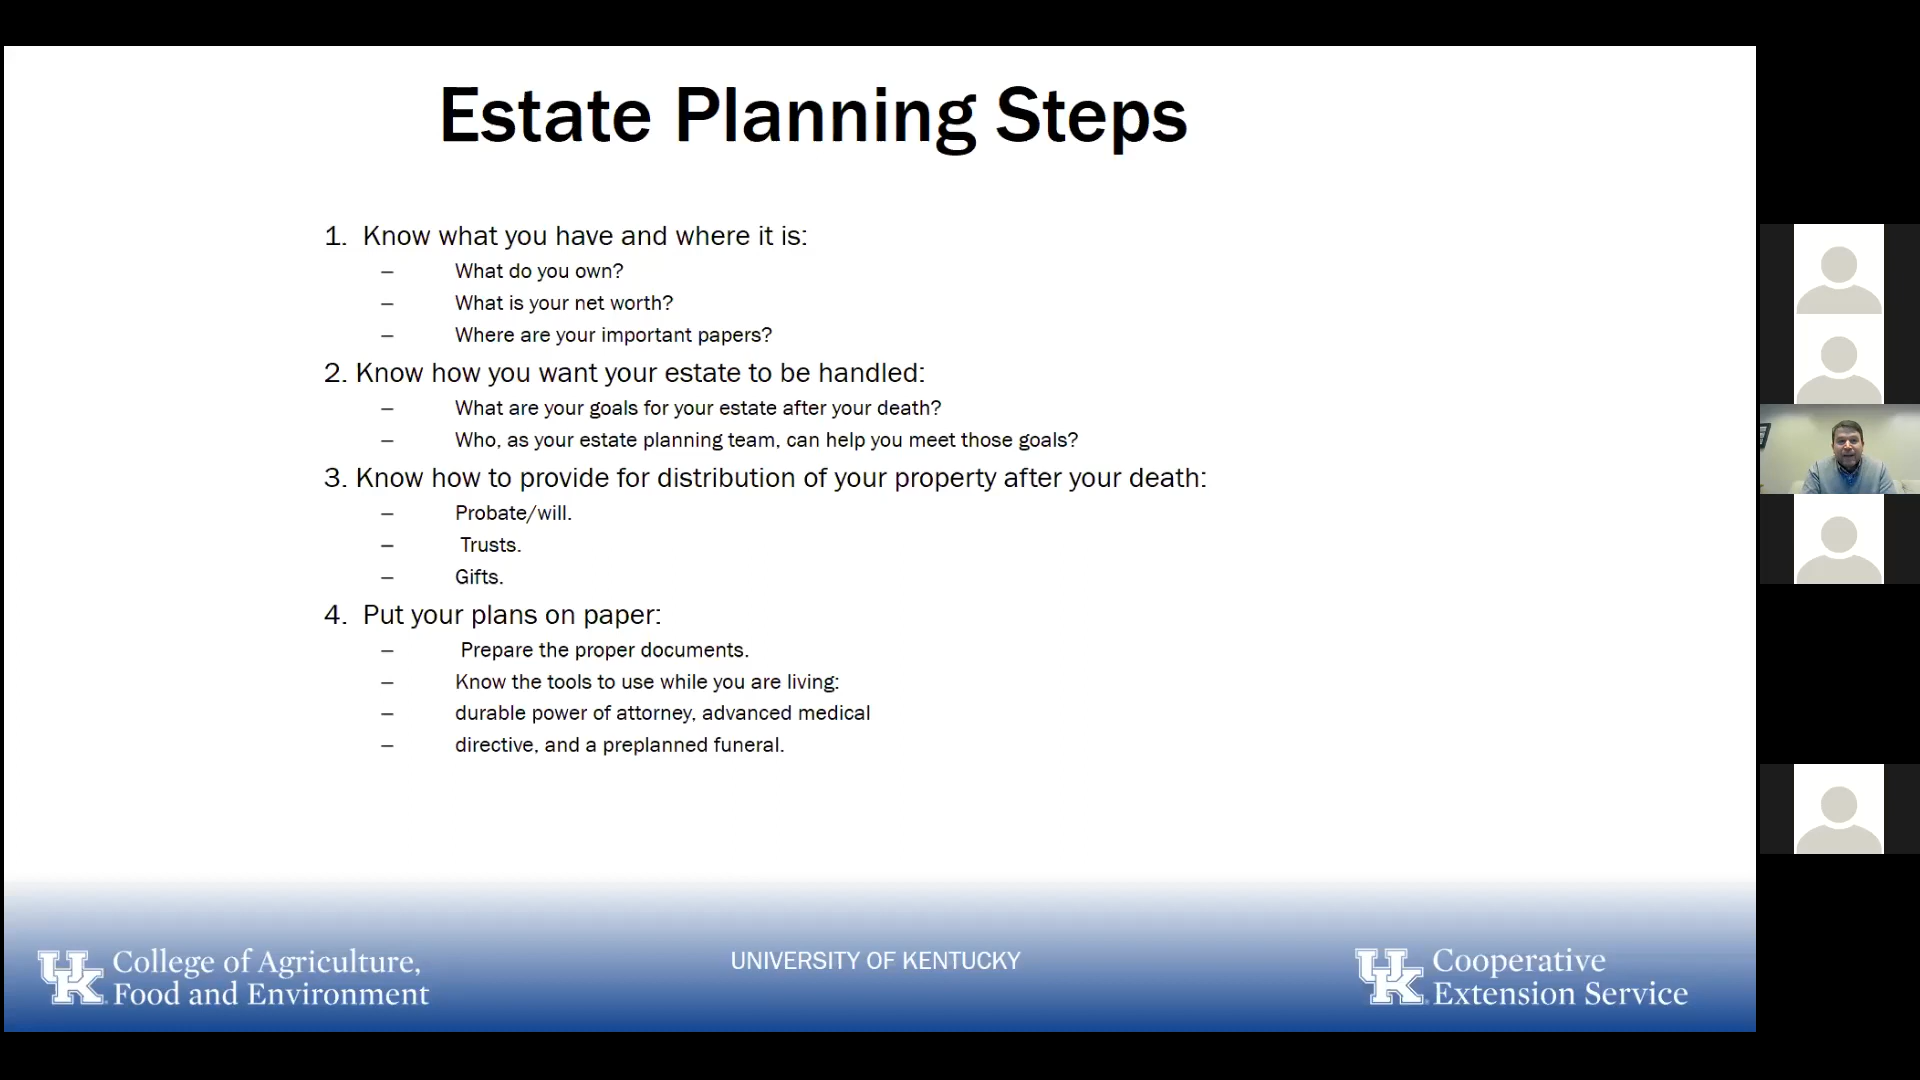 Estate Planning Steps
1. Know what you have and where it is:
– What do you own?
– What is your net worth?
– Where are your important papers?
2. Know how you want your estate to be handled:
– What are your goals for your estate after your death?
– Who, as your estate planning team, can help you meet those goals?
3. Know how to provide for distribution of your property after your death:
– Probate/will.
– Trusts.
– Gifts.
4. Put your plans on paper:
– Prepare the proper documents.
– Know the tools to use while you are living:
– durable power of attorney, advanced medical
– directive, and a preplanned funeral.
UK College of Agriculture,
Food and Environment
UNIVERSITY OF KENTUCKY
UK Cooperative
Extension Service